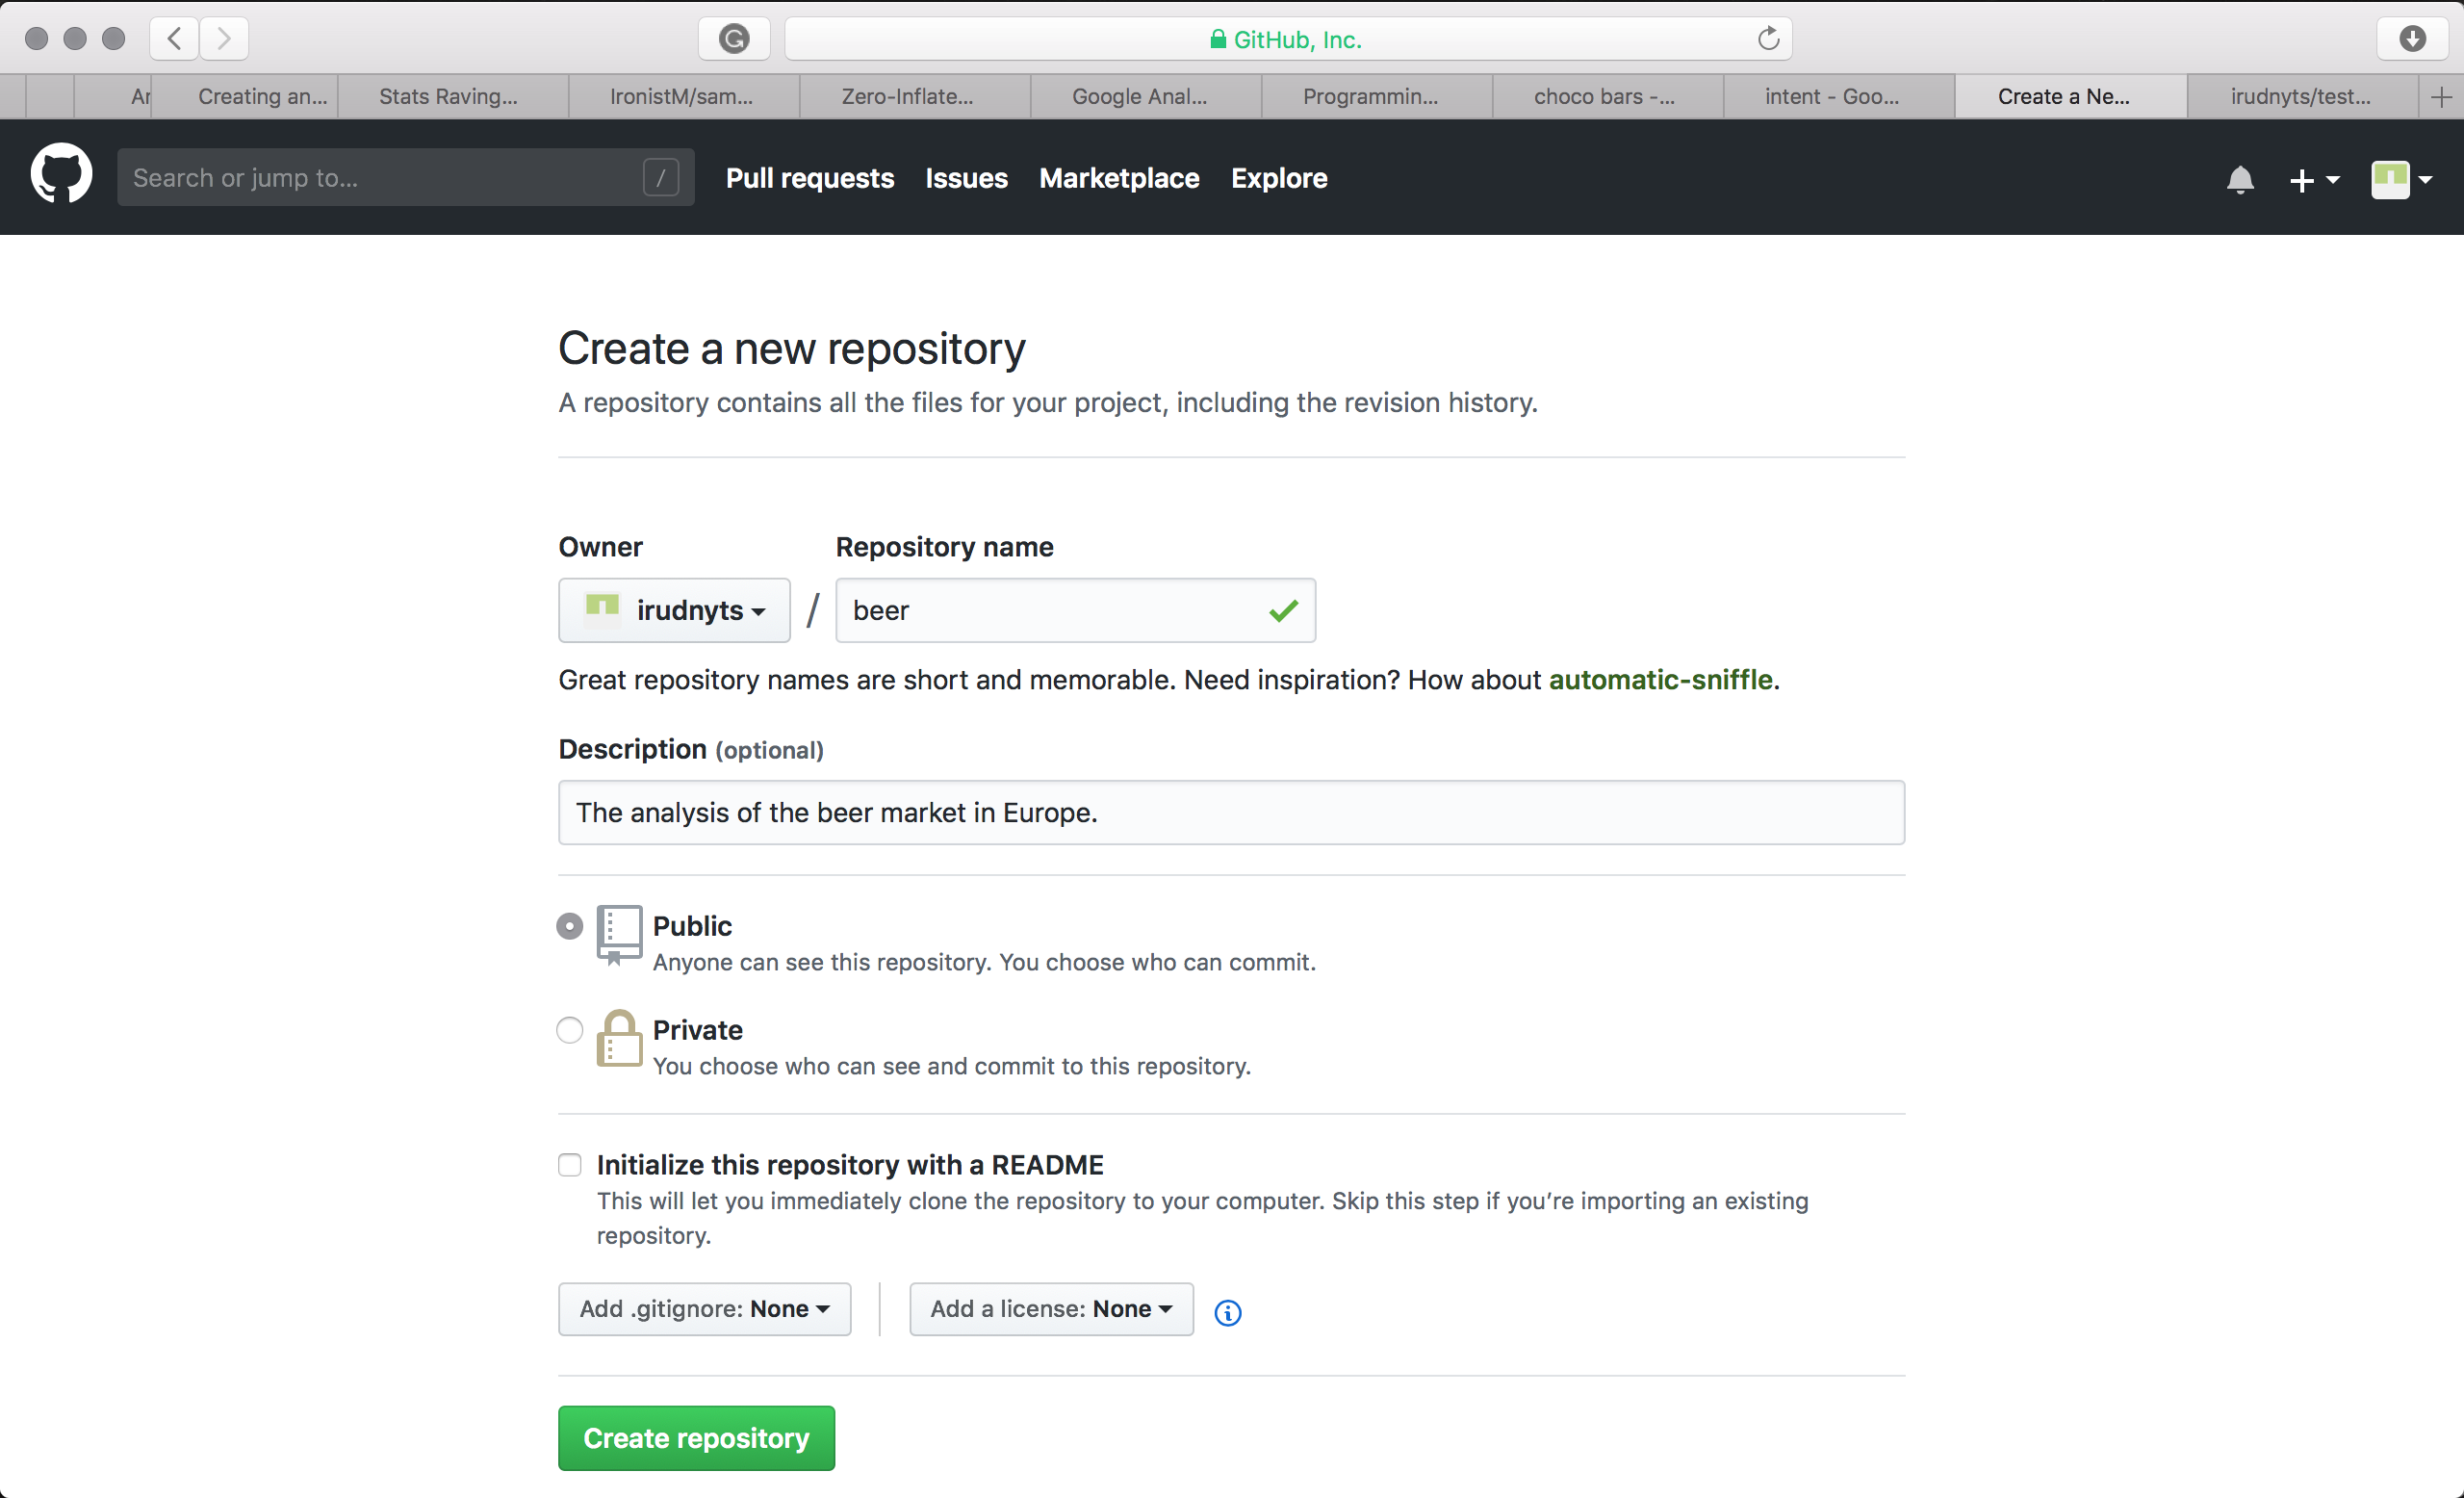 GitHub, Inc.
Creating an...
Stats Raving...
IronistM/sam...
Zero-Inflate...
Google Anal...
Programmin...
choco bars -...
intent - Goo...
Create a Ne...
irudnyts/test...
Search or jump to...
/
Pull requests
Issues
Marketplace
Explore
Create a new repository
A repository contains all the files for your project, including the revision history.
Owner
Repository name
irudnyts
/
beer
Great repository names are short and memorable. Need inspiration? How about automatic-sniffle.
Description (optional)
The analysis of the beer market in Europe.
Public
Anyone can see this repository. You choose who can commit.
Private
You choose who can see and commit to this repository.
Initialize this repository with a README
This will let you immediately clone the repository to your computer. Skip this step if you’re importing an existing
repository.
Add .gitignore: None
Add a license: None
Create repository